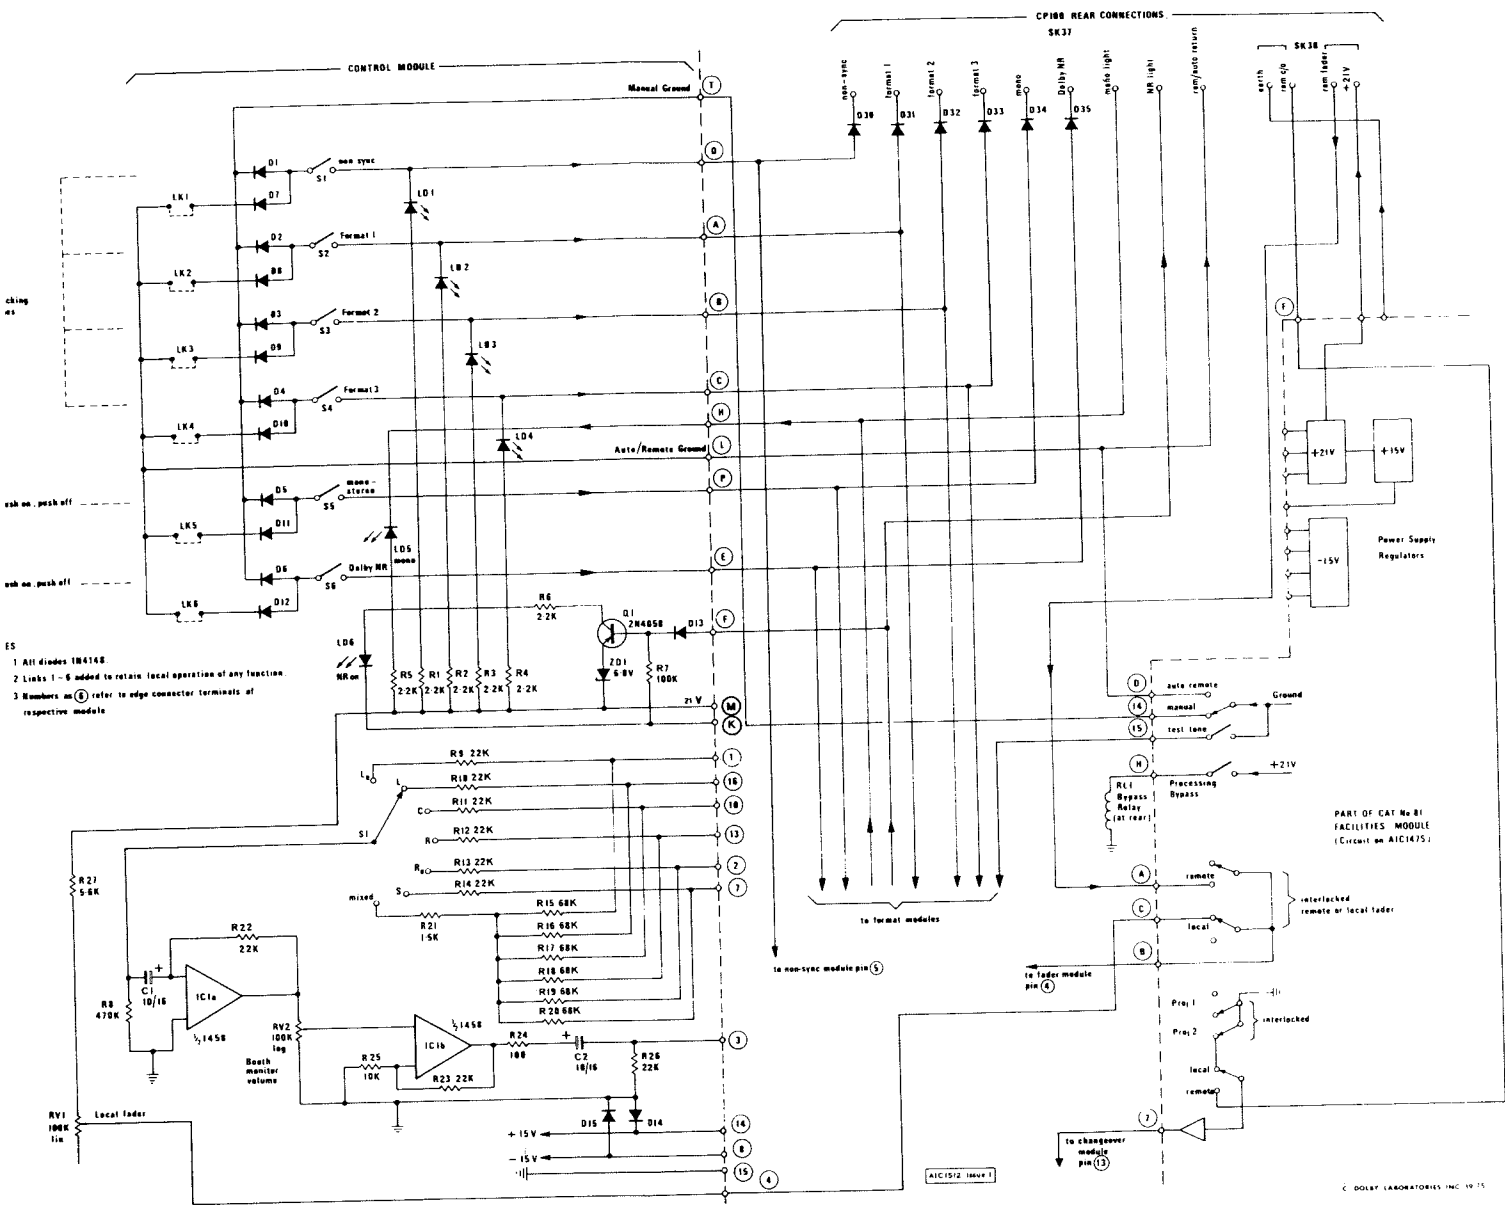 CP100 REAR CONNECTIONS
SK37
SK38
non-sync
format 1
format 2
format 3
mono
Dolby NR
mono light
NR light
rem/auto return
earth
rem c/o
rem fader
+21V
CONTROL MODULE
Manual Ground
T
D30
D31
D32
D33
D34
D35
D1
non sync
S1
D7
LK1
LD1
D2
Format 1
S2
A
LK2
LD2
cking
D3
Format 2
S3
B
F
LK3
D9
LD3
D4
Format 3
S4
C
H
LK4
D10
LD4
Auto/Remote Ground
L
+21V
+15V
mono-
stereo
D5
S5
P
push off
LK5
D11
LD5
mono
-15V
Power Supply
Regulators
D6
Dolby NR
S6
E
push off
LK6
D12
R6
2·2K
Q1
2N4058
D13
F
ES
1 All diodes 1N4148.
2 Links 1-6 added to retain local operation of any function.
3 Numbers as 6 refer to edge connector terminals of
respective module
LD6
NR on
ZD1
6·8V
R7
100K
R5
2·2K
R1
2·2K
R2
2·2K
R3
2·2K
R4
2·2K
21 V
M
K
D
auto remote
14
manual
Ground
15
test tone
R9 22K
1
L
R10 22K
16
C
R11 22K
10
S1
R
R12 22K
13
R13 22K
2
S
R14 22K
7
mixed
H
+21V
Processing
Bypass
RL1
Bypass
Relay
(at rear)
PART OF CAT No 81
FACILITIES MODULE
(Circuit on AIC1475)
R27
5·6K
R21
1·5K
R15 68K
R16 68K
R17 68K
R18 68K
R19 68K
R20 68K
to format modules
A
remote
interlocked
remote or local fader
C
local
B
R22
22K
C1
10/16
R8
470K
IC1a
½1458
to non-sync module pin 5
to fader module
pin 4
RV2
100K
log
Booth
monitor
volume
½1458
IC1b
R24
100
C2
10/16
R26
22K
3
R25
10K
R23 22K
Proj 1
Proj 2
interlocked
local
remote
RV1
100K
lin
Local fader
D15
D14
+15V
14
-15V
8
15
4
7
to changeover
module
pin 13
AIC1512 Issue 1
© DOLBY LABORATORIES INC 1975